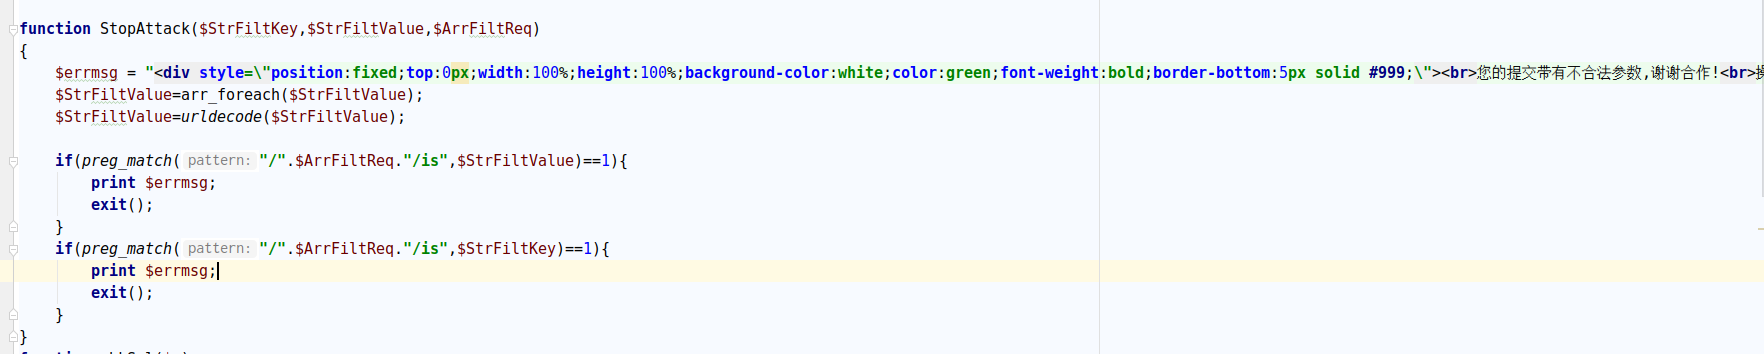 function StopAttack($StrFiltKey,$StrFiltValue,$ArrFiltReq)
{
$errmsg = "<div style=\"position:fixed;top:0px;width:100%;height:100%;background-color:white;color:green;font-weight:bold;border-bottom:5px solid #999;\"><br>您的提交带有不合法参数,谢谢合作!<br>
$StrFiltValue=arr_foreach($StrFiltValue);
$StrFiltValue=urldecode($StrFiltValue);
if(preg_match( pattern: "/".$ArrFiltReq."/is",$StrFiltValue)==1){
print $errmsg;
exit();
}
if(preg_match( pattern: "/".$ArrFiltReq."/is",$StrFiltKey)==1){
print $errmsg;
exit();
}
}